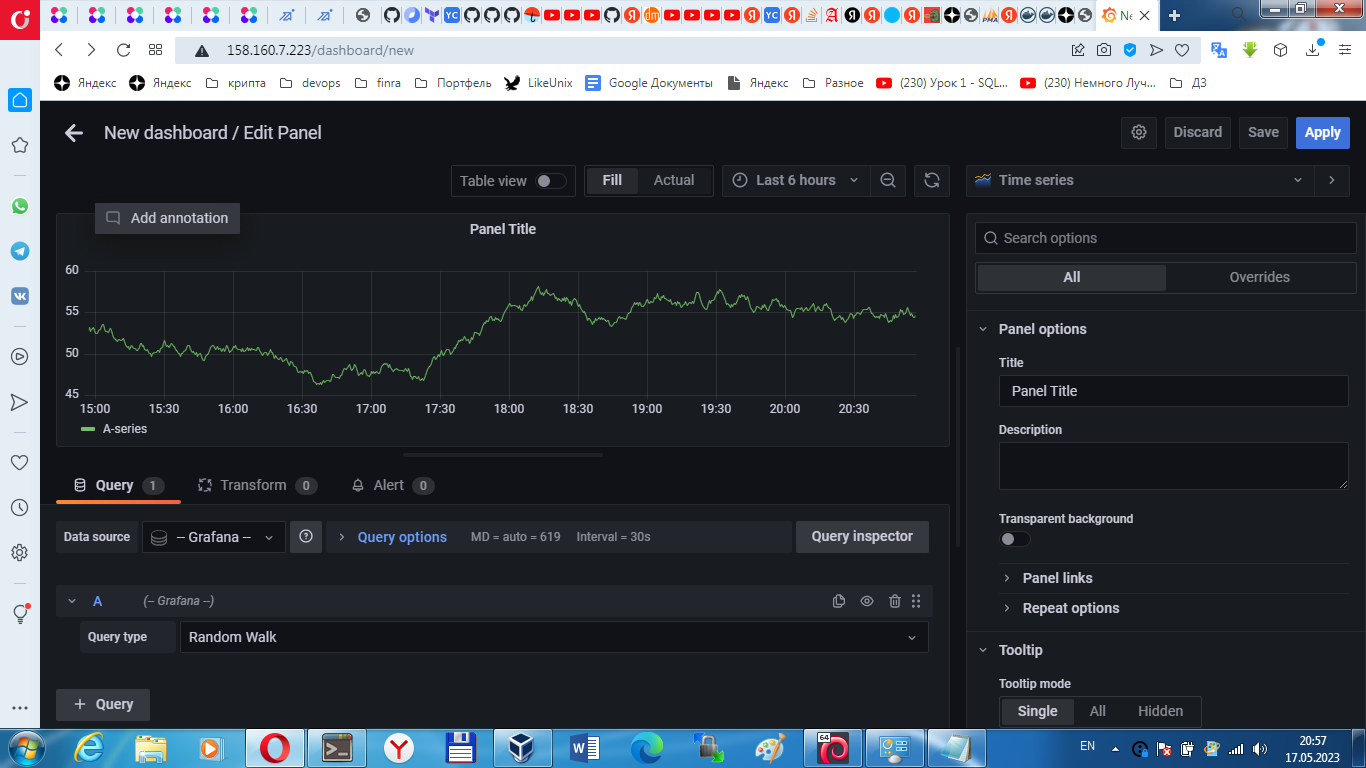 YC
dm
Я
YC
Я
A
Я
Я
Я
PMA
Я
Ne
158.160.7.223/dashboard/new
Яндекс
Яндекс
крипта
devops
finra
Портфель
LikeUnix
Google Документы
Яндекс
Разное
(230) Урок 1 - SQL...
(230) Немного Луч...
ДЗ
New dashboard / Edit Panel
Discard
Save
Apply
Table view
Fill
Actual
Last 6 hours
Time series
Add annotation
Panel Title
Search options
All
Overrides
60
55
50
45
15:00 15:30 16:00 16:30 17:00 17:30 18:00 18:30 19:00 19:30 20:00 20:30
A-series
Panel options
Title
Panel Title
Description
Transparent background
Panel links
Repeat options
Tooltip
Tooltip mode
Single
All
Hidden
Query 1
Transform 0
Alert 0
Data source
-- Grafana --
Query options
MD = auto = 619
Interval = 30s
Query inspector
A
(-- Grafana --)
Query type
Random Walk
+ Query
64
EN
20:57
17.05.2023